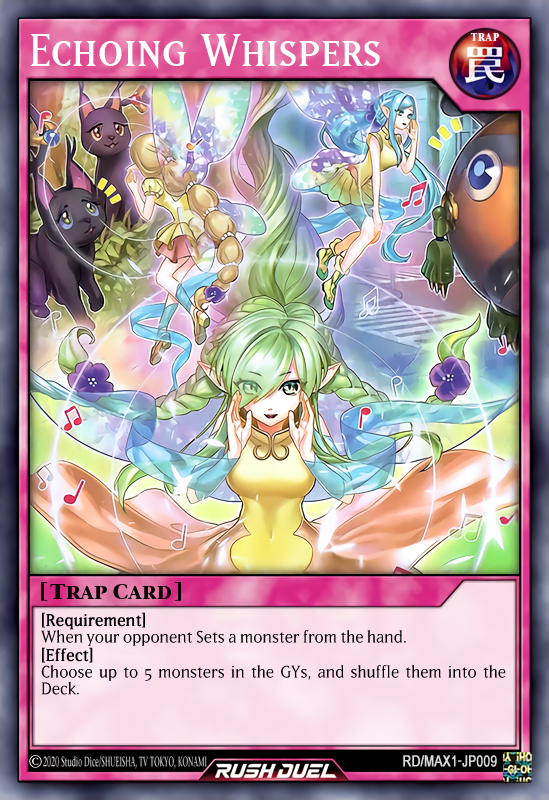 Echoing Whispers
TRAP
罠
[Trap Card]
[Requirement]
When your opponent Sets a monster from the hand.
[Effect]
Choose up to 5 monsters in the GYs, and shuffle them into the
Deck.
©2020 Studio Dice/SHUEISHA, TV TOKYO, KONAMI
RUSH DUEL
RD/MAX1-JP009